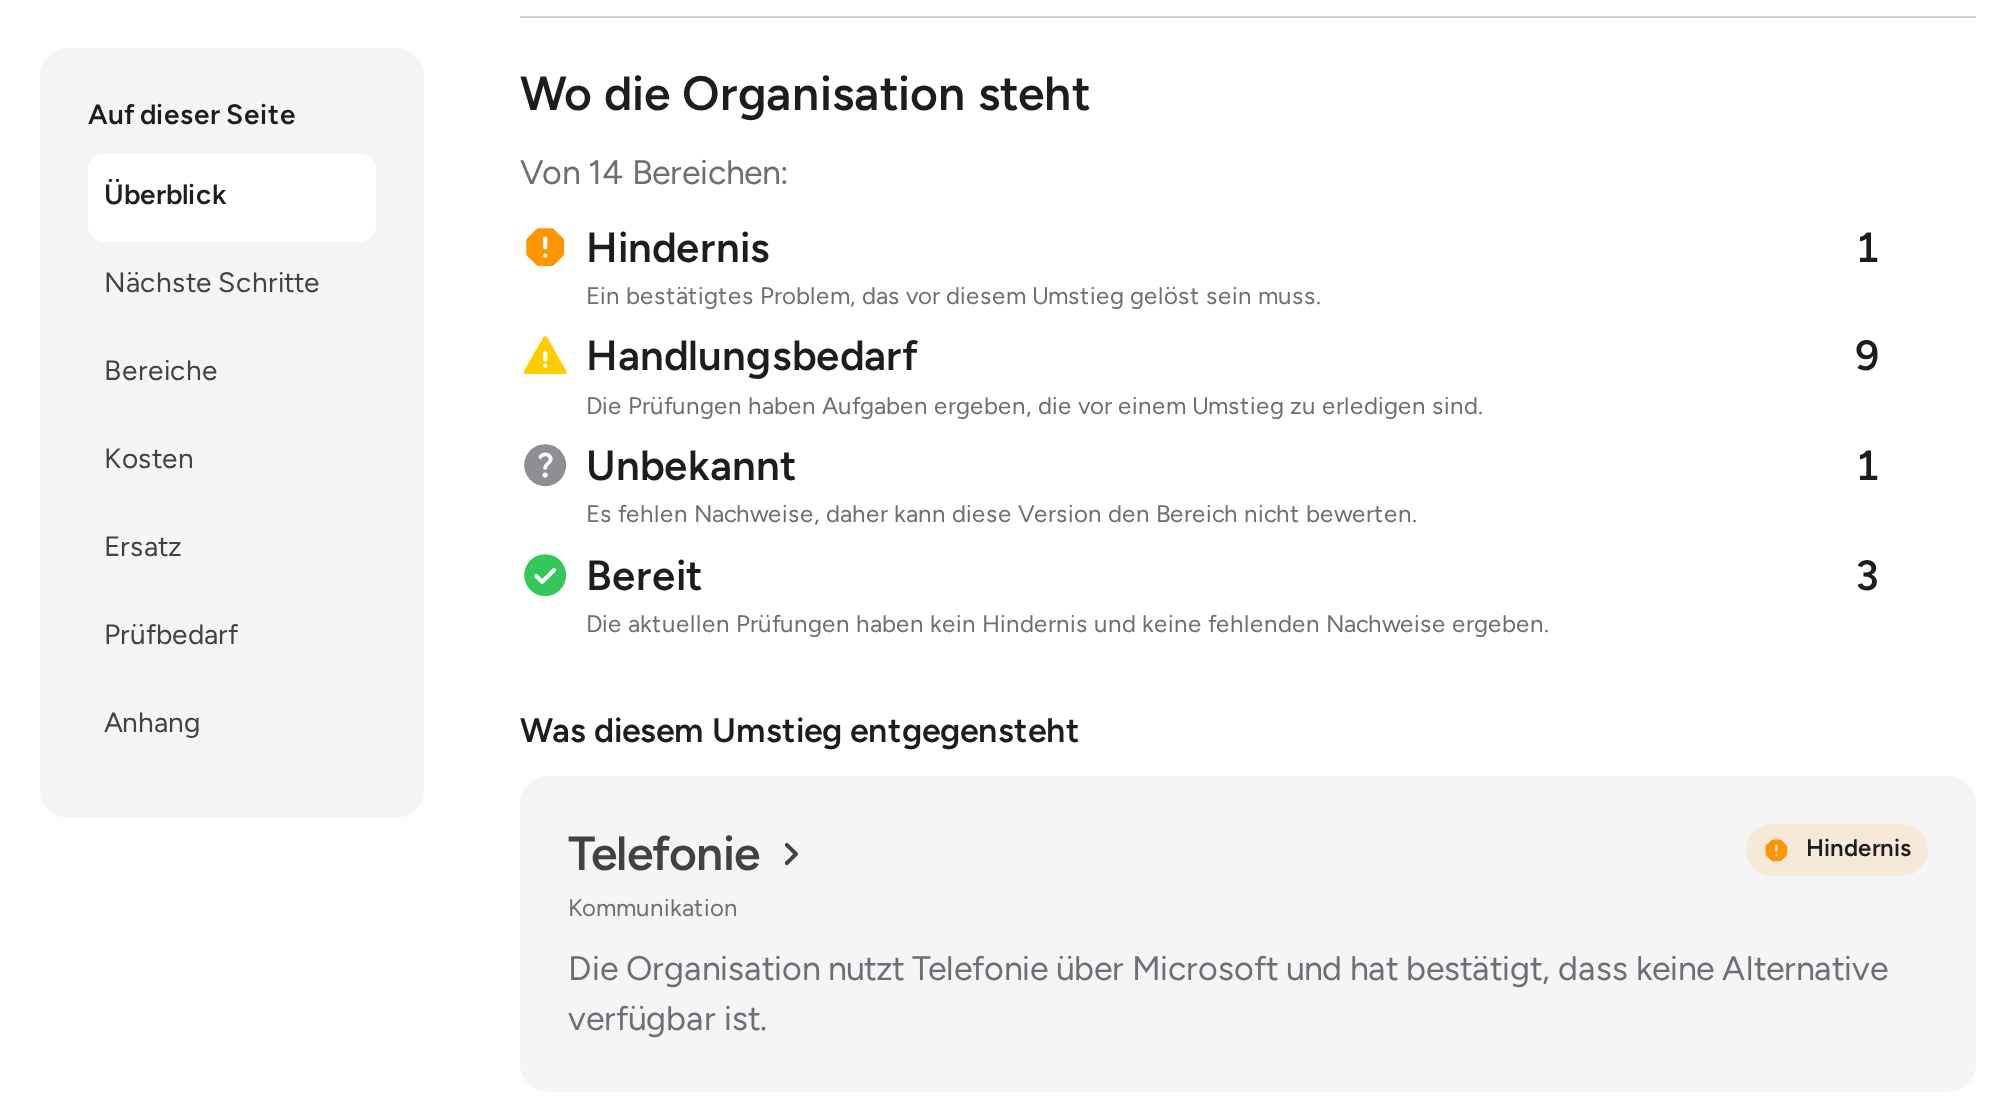 Auf dieser Seite
Überblick
Nächste Schritte
Bereiche
Kosten
Ersatz
Prüfbedarf
Anhang
Wo die Organisation steht
Von 14 Bereichen:
Hindernis 1
Ein bestätigtes Problem, das vor diesem Umstieg gelöst sein muss.
Handlungsbedarf 9
Die Prüfungen haben Aufgaben ergeben, die vor einem Umstieg zu erledigen sind.
Unbekannt 1
Es fehlen Nachweise, daher kann diese Version den Bereich nicht bewerten.
Bereit 3
Die aktuellen Prüfungen haben kein Hindernis und keine fehlenden Nachweise ergeben.
Was diesem Umstieg entgegensteht
Telefonie Hindernis
Kommunikation
Die Organisation nutzt Telefonie über Microsoft und hat bestätigt, dass keine Alternative
verfügbar ist.